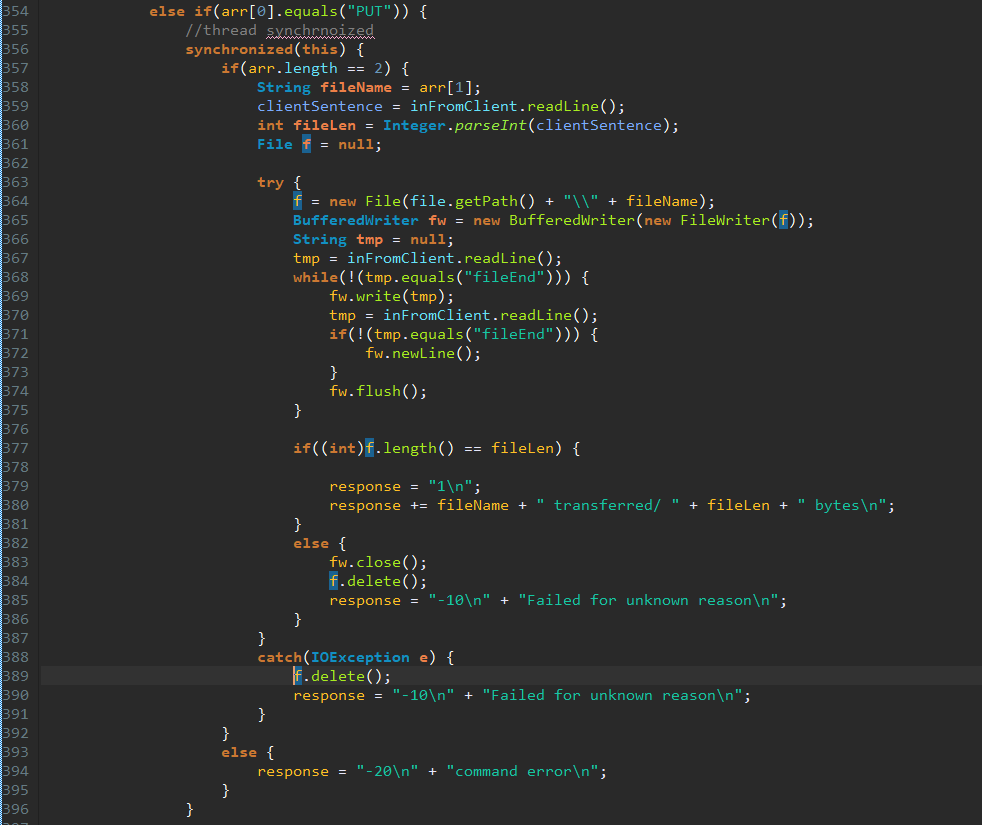 354 else if(arr[0].equals("PUT")) {
355 //thread synchrnoized
356 synchronized(this) {
357 if(arr.length == 2) {
358 String fileName = arr[1];
359 clientSentence = inFromClient.readLine();
360 int fileLen = Integer.parseInt(clientSentence);
361 File f = null;
362
363 try {
364 f = new File(file.getPath() + "\\" + fileName);
365 BufferedWriter fw = new BufferedWriter(new FileWriter(f));
366 String tmp = null;
367 tmp = inFromClient.readLine();
368 while(!(tmp.equals("fileEnd"))) {
369 fw.write(tmp);
370 tmp = inFromClient.readLine();
371 if(!(tmp.equals("fileEnd"))) {
372 fw.newLine();
373 }
374 fw.flush();
375 }
376
377 if((int)f.length() == fileLen) {
378
379 response = "1\n";
380 response += fileName + " transferred/ " + fileLen + " bytes\n";
381 }
382 else {
383 fw.close();
384 f.delete();
385 response = "-10\n" + "Failed for unknown reason\n";
386 }
387 }
388 catch(IOException e) {
389 f.delete();
390 response = "-10\n" + "Failed for unknown reason\n";
391 }
392 }
393 else {
394 response = "-20\n" + "command error\n";
395 }
396 }